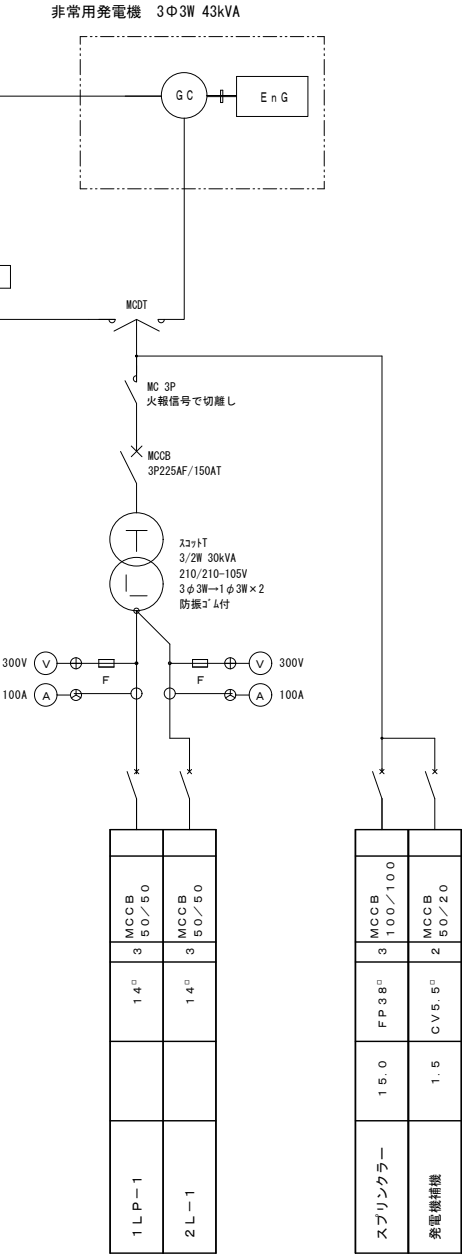 非常用発電機 3Φ3W 43kVA
GC
EnG
MCDT
MC 3P
火報信号で切離し
MCCB
3P225AF/150AT
スコットT
3/2W 30kVA
210/210-105V
3φ3W→1φ3W×2
防振ゴム付
300V
V
F
F
V
300V
100A
A
A
100A
MCCB
50/50
3
14□
1LP-1
MCCB
50/50
3
14□
2L-1
MCCB
100/100
3
FP38□
15.0
スプリンクラー
MCCB
50/20
2
CV5.5□
1.5
発電機補機